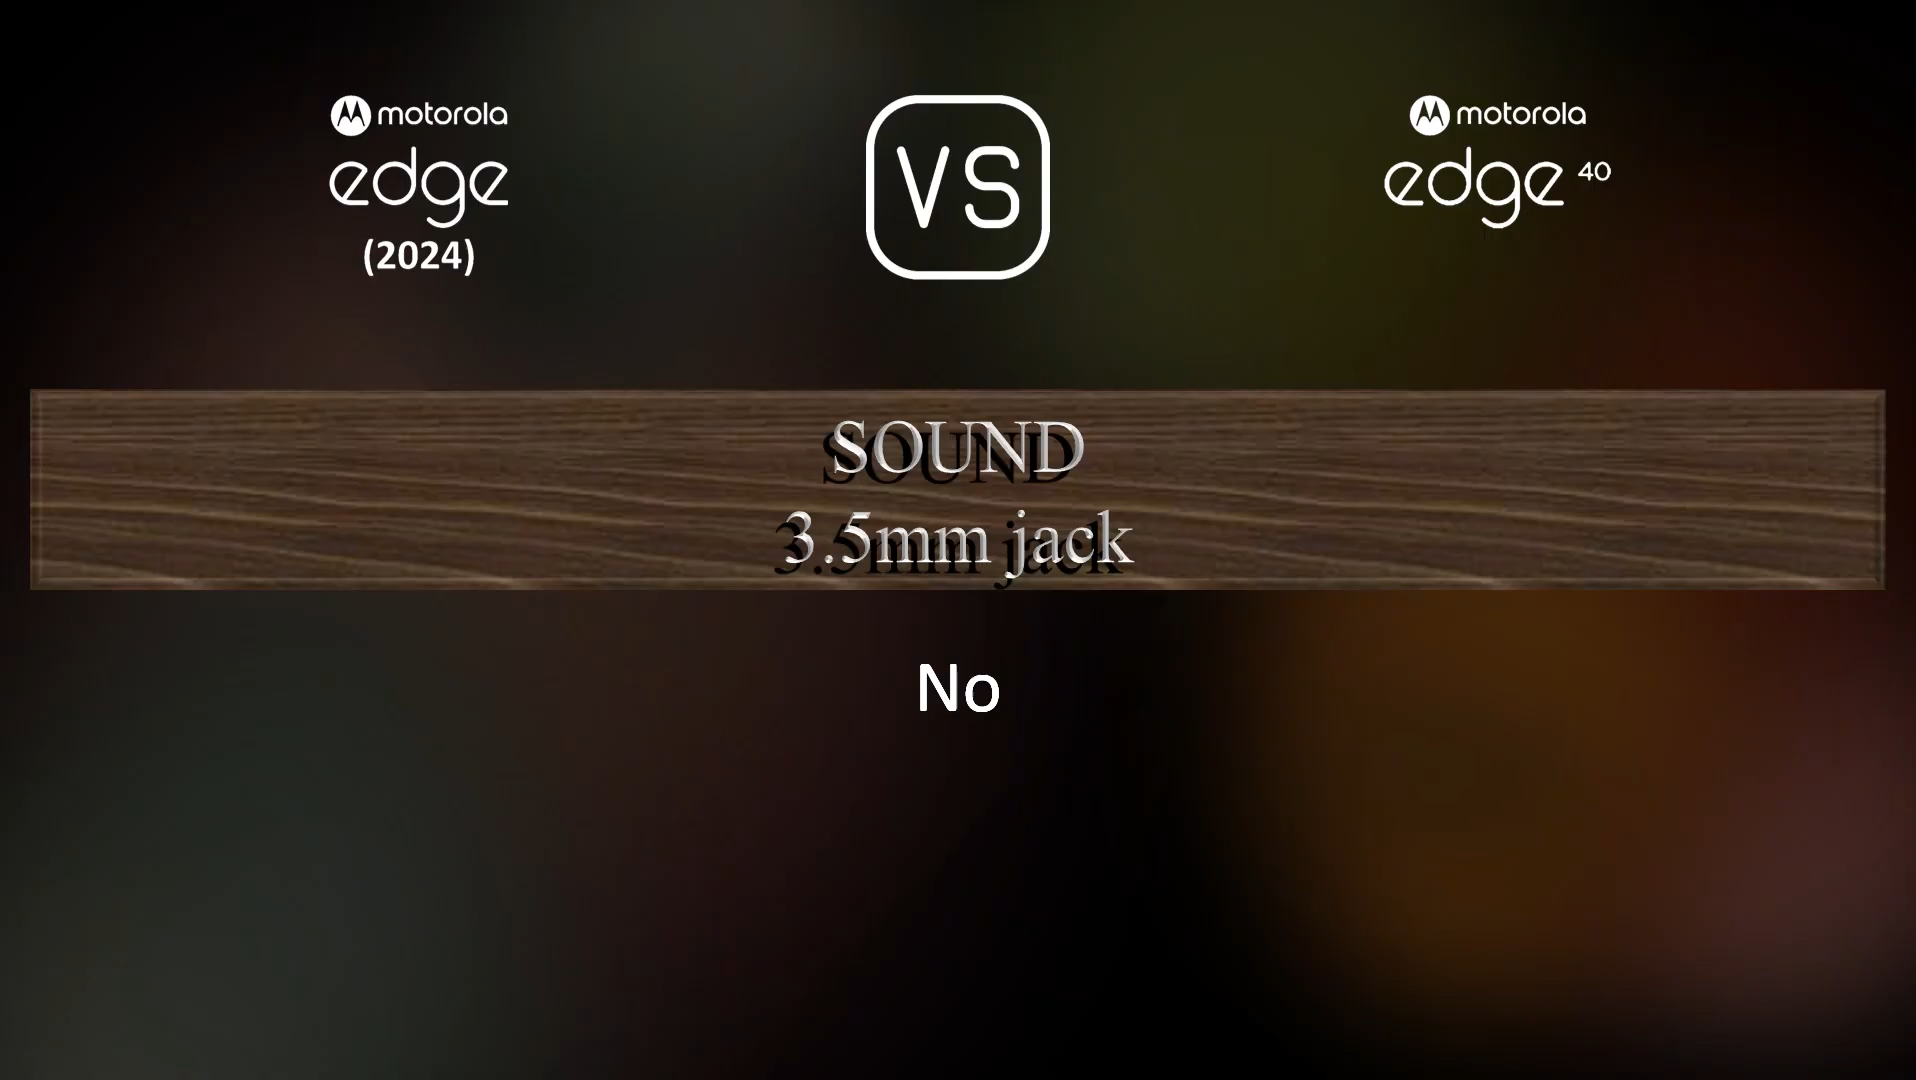 motorola
edge
(2024)
VS
motorola
edge 40
SOUND
3.5mm jack
No